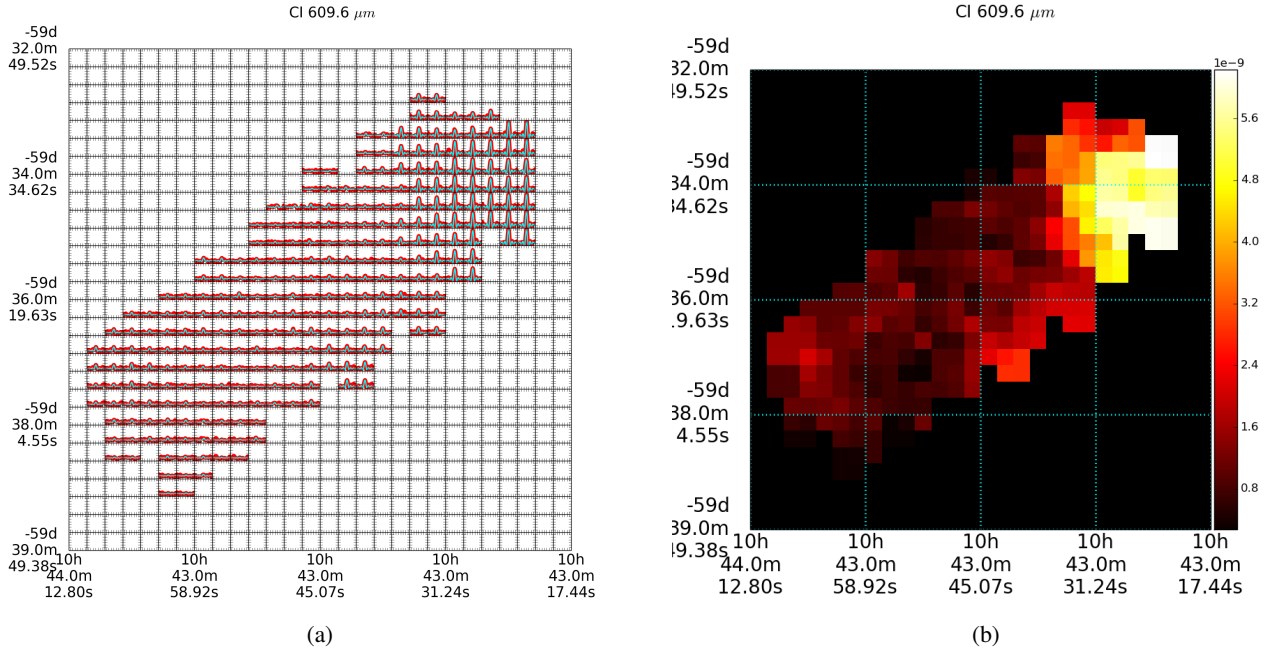 CI 609.6 μm
-59d
32.0m
49.52s
-59d
34.0m
34.62s
-59d
36.0m
19.63s
-59d
38.0m
4.55s
-59d
39.0m
49.38s
10h
44.0m
12.80s
10h
43.0m
58.92s
10h
43.0m
45.07s
10h
43.0m
31.24s
10h
43.0m
17.44s
(a)
CI 609.6 μm
-59d
32.0m
49.52s
-59d
34.0m
34.62s
-59d
36.0m
9.63s
-59d
38.0m
4.55s
-59d
39.0m
49.38s
10h
44.0m
12.80s
10h
43.0m
58.92s
10h
43.0m
45.07s
10h
43.0m
31.24s
10h
43.0m
17.44s
1e−9
5.6
4.8
4.0
3.2
2.4
1.6
0.8
(b)